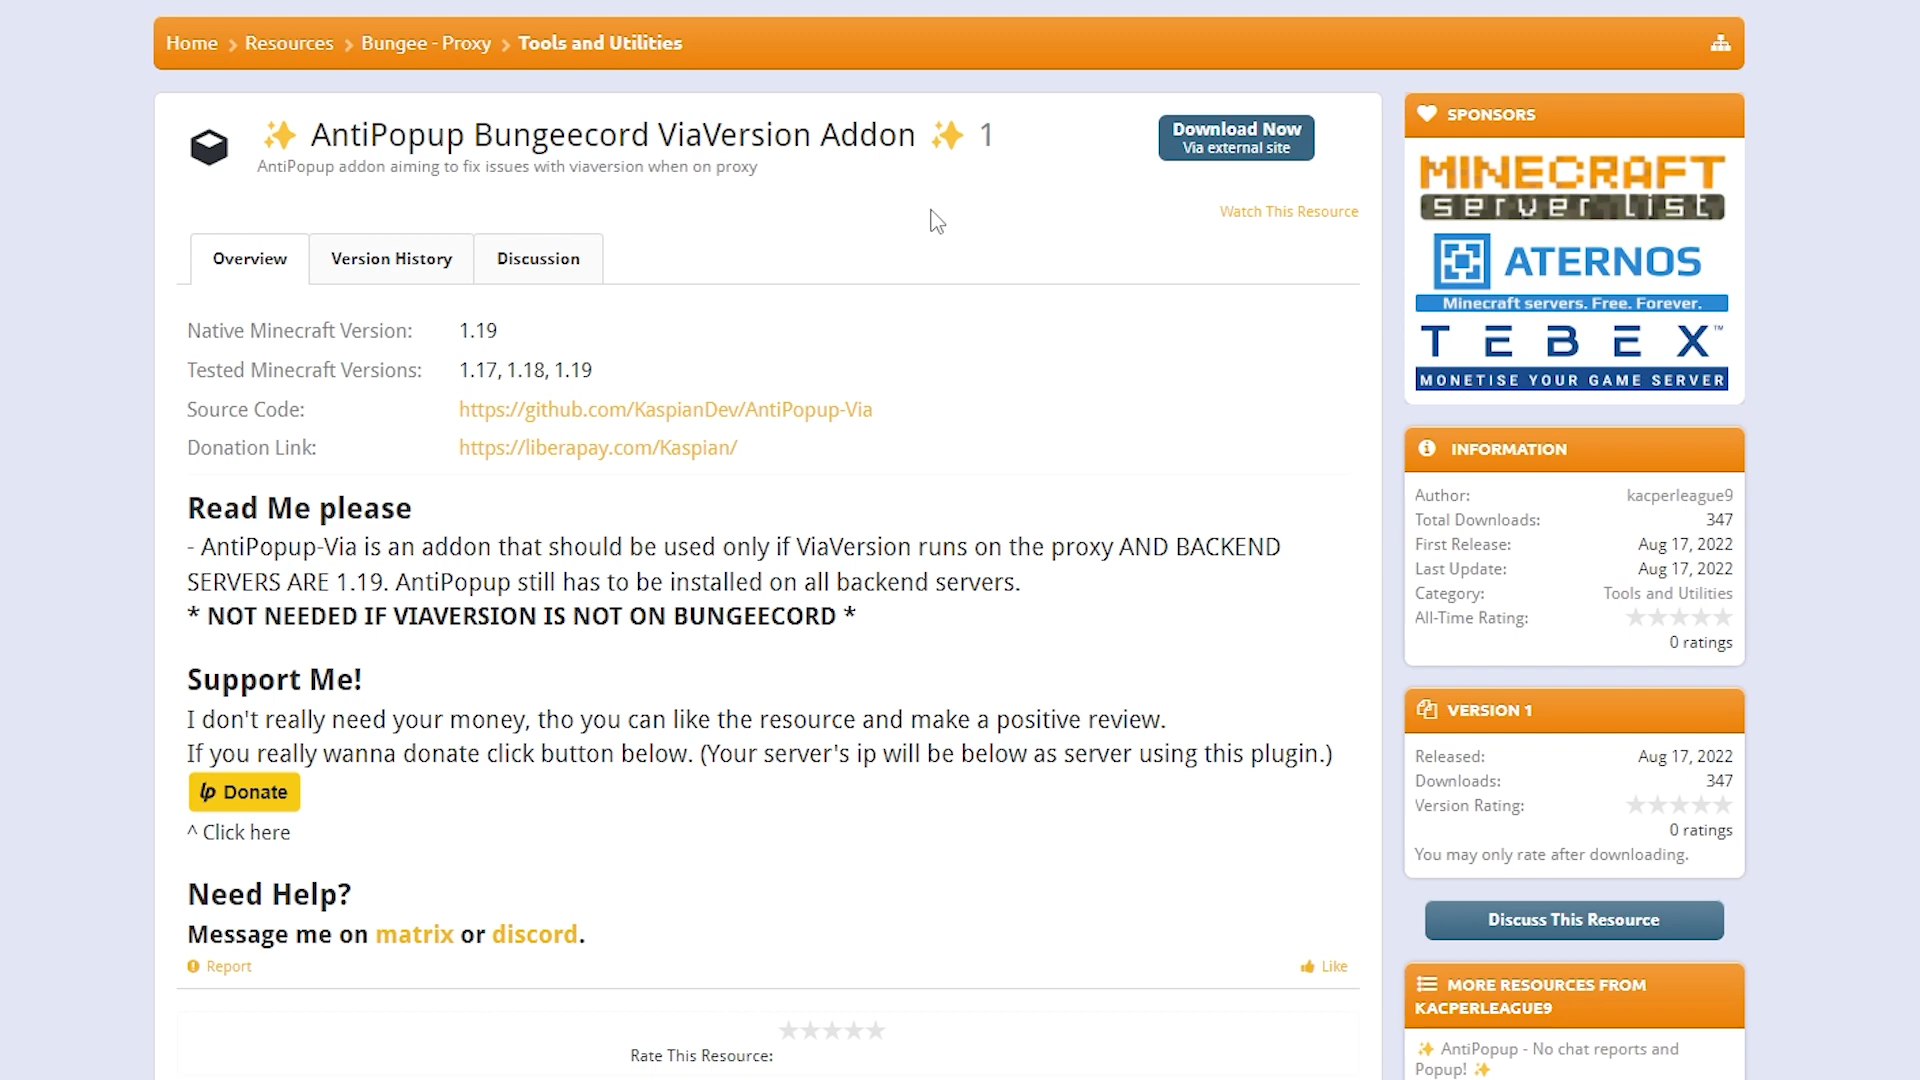 Home Resources Bungee - Proxy Tools and Utilities
✨ AntiPopup Bungeecord ViaVersion Addon ✨ 1
AntiPopup addon aiming to fix issues with viaversion when on proxy
Download Now
Via external site
Watch This Resource
Overview Version History Discussion
Native Minecraft Version: 1.19
Tested Minecraft Versions: 1.17, 1.18, 1.19
Source Code: https://github.com/KaspianDev/AntiPopup-Via
Donation Link: https://liberapay.com/Kaspian/
Read Me please
- AntiPopup-Via is an addon that should be used only if ViaVersion runs on the proxy AND BACKEND
SERVERS ARE 1.19. AntiPopup still has to be installed on all backend servers.
* NOT NEEDED IF VIAVERSION IS NOT ON BUNGEECORD *
Support Me!
I don't really need your money, tho you can like the resource and make a positive review.
If you really wanna donate click button below. (Your server's ip will be below as server using this plugin.)
lp Donate
^ Click here
Need Help?
Message me on matrix or discord.
Report
Like
Rate This Resource:
SPONSORS
MINECRAFT
server list
ATERNOS
Minecraft servers. Free. Forever.
TEBEX™
MONETISE YOUR GAME SERVER
INFORMATION
Author: kacperleague9
Total Downloads: 347
First Release: Aug 17, 2022
Last Update: Aug 17, 2022
Category: Tools and Utilities
All-Time Rating:
0 ratings
VERSION 1
Released: Aug 17, 2022
Downloads: 347
Version Rating:
0 ratings
You may only rate after downloading.
Discuss This Resource
MORE RESOURCES FROM
KACPERLEAGUE9
✨ AntiPopup - No chat reports and
Popup! ✨